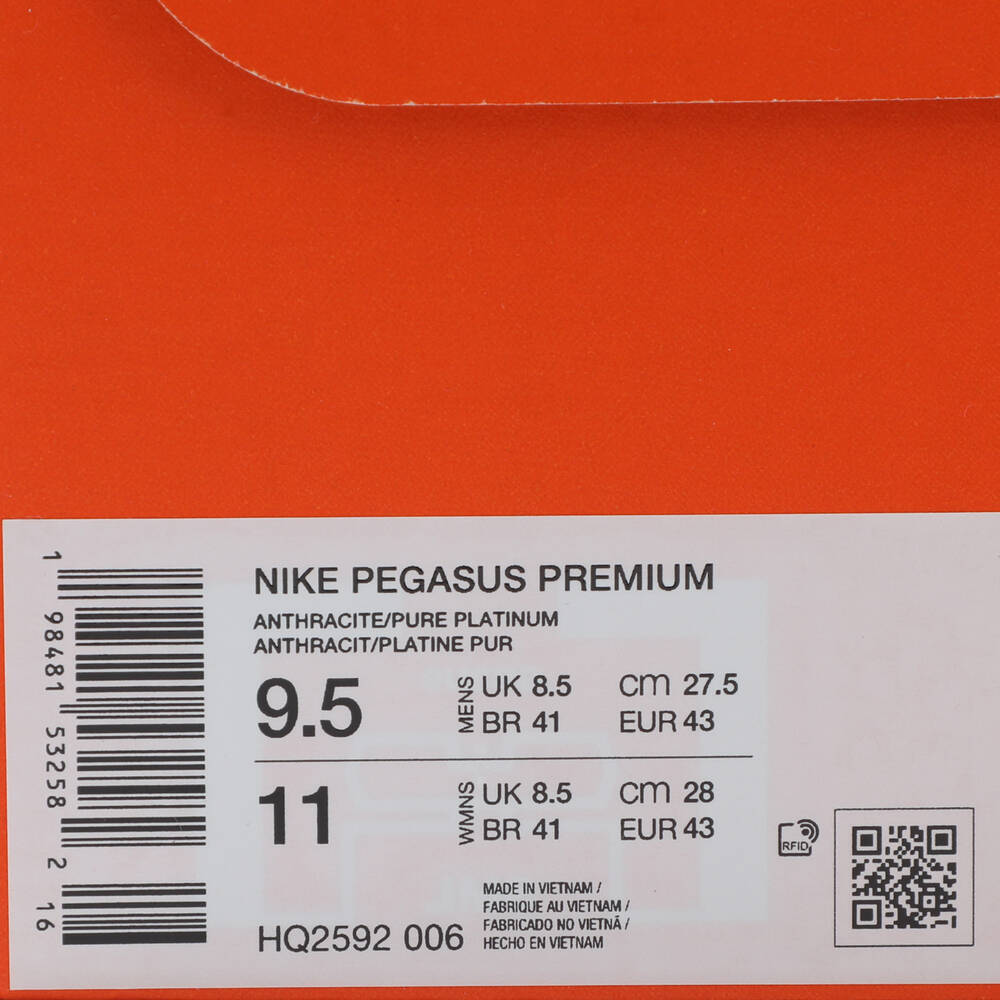 NIKE PEGASUS PREMIUM
ANTHRACITE/PURE PLATINUM
ANTHRACIT/PLATINE PUR
9.5 MENS UK 8.5 CM 27.5
BR 41 EUR 43
11 WMNS UK 8.5 CM 28
BR 41 EUR 43
HQ2592 006
MADE IN VIETNAM /
FABRIQUE AU VIETNAM /
FABRICADO NO VIETNÃ /
HECHO EN VIETNAM
RFID
1 98481 53258 2 16